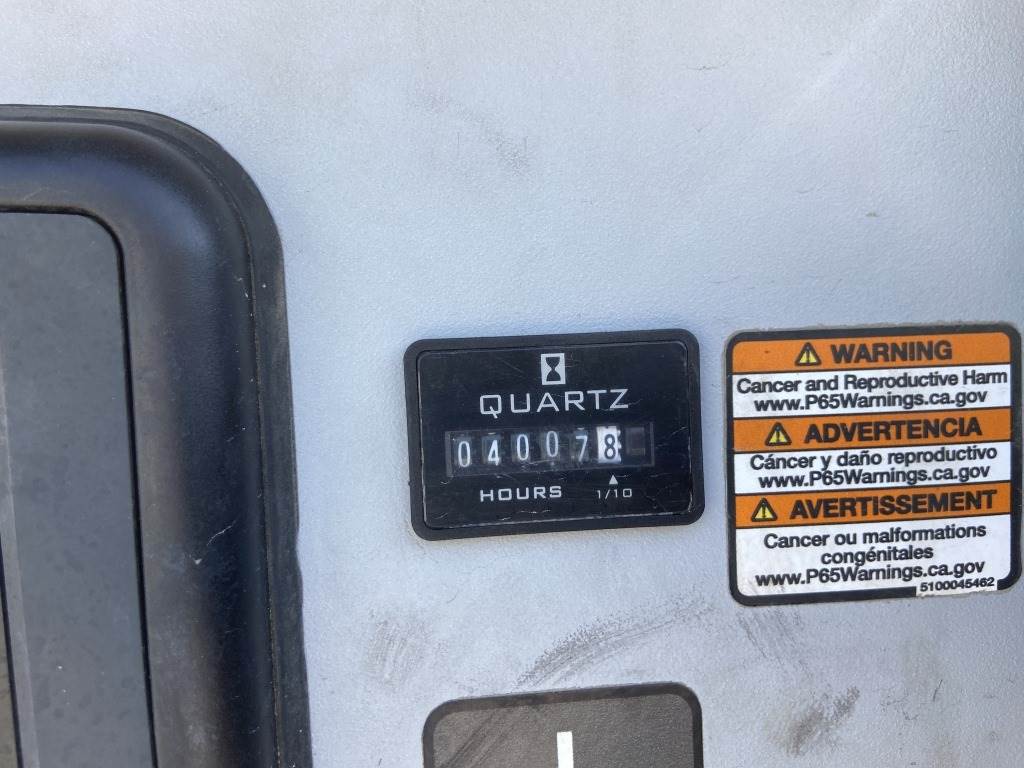 QUARTZ
040078
HOURS 1/10
WARNING
Cancer and Reproductive Harm
www.P65Warnings.ca.gov
ADVERTENCIA
Cáncer y daño reproductivo
www.P65Warnings.ca.gov
AVERTISSEMENT
Cancer ou malformations
congénitales
www.P65Warnings.ca.gov
5100045462